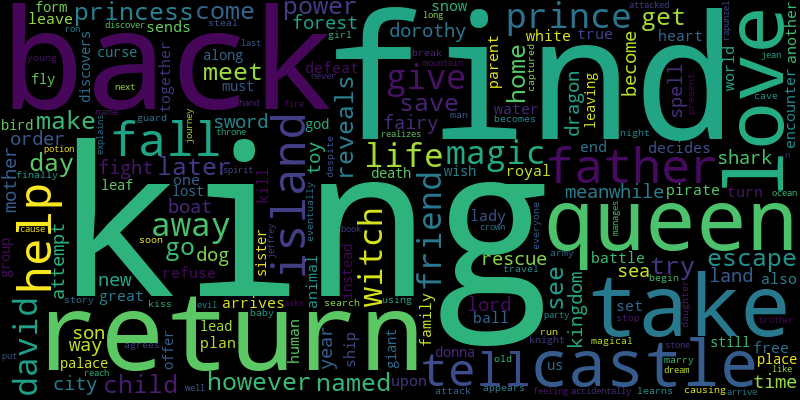 form
leave
princess
come
power
sends
curse
along
discovers
together
fly
back
find
forest
snow
prince
get
long
dorothy
white
true
heart
girl
discover
steal
last
young
never
next
meet
defeat
break
mountain
give
save
home
parent
become
leaving
dragon
spell
world
another
encounter
jean
cave
love
must
hand
fire
captured
attacked
rapunzel
present
bird
make
order
mother
guard
journey
explains
name
sword
god
reveals
toy
despite
fairy
water
becomes
man
realizes
night
end
decides
father
shark
day
fall
later
fight
throne
spirit
island
death
life
magic
wish
royal
meanwhile
pirate
turn
ocean
potion
finally
leaf
one
lost
kill
eventually
help
cause
king
away
boat
go
dog
refuse
soon
sister
jeffrey
instead
animal
book
witch
friend
lady
crown
lord
ball
rescue
travel
everyone
see
kingdom
army
battle
manages
queen
try
sea
land
escape
also
group
attempt
new
great
story
kiss
evil
arrives
asks
search
using
baby
human
year
ship
giant
family
party
set
stop
magical
begin
daughter
brother
still
free
place
like
time
david
return
son
way
palace
put
reach
city
child
agrees
offer
well
lead
plan
however
named
upon
donna
old
run
knight
attack
appears
tell
castle
us
feeling
accidentally
take
stone
marry
dream
learns
causing
arrive